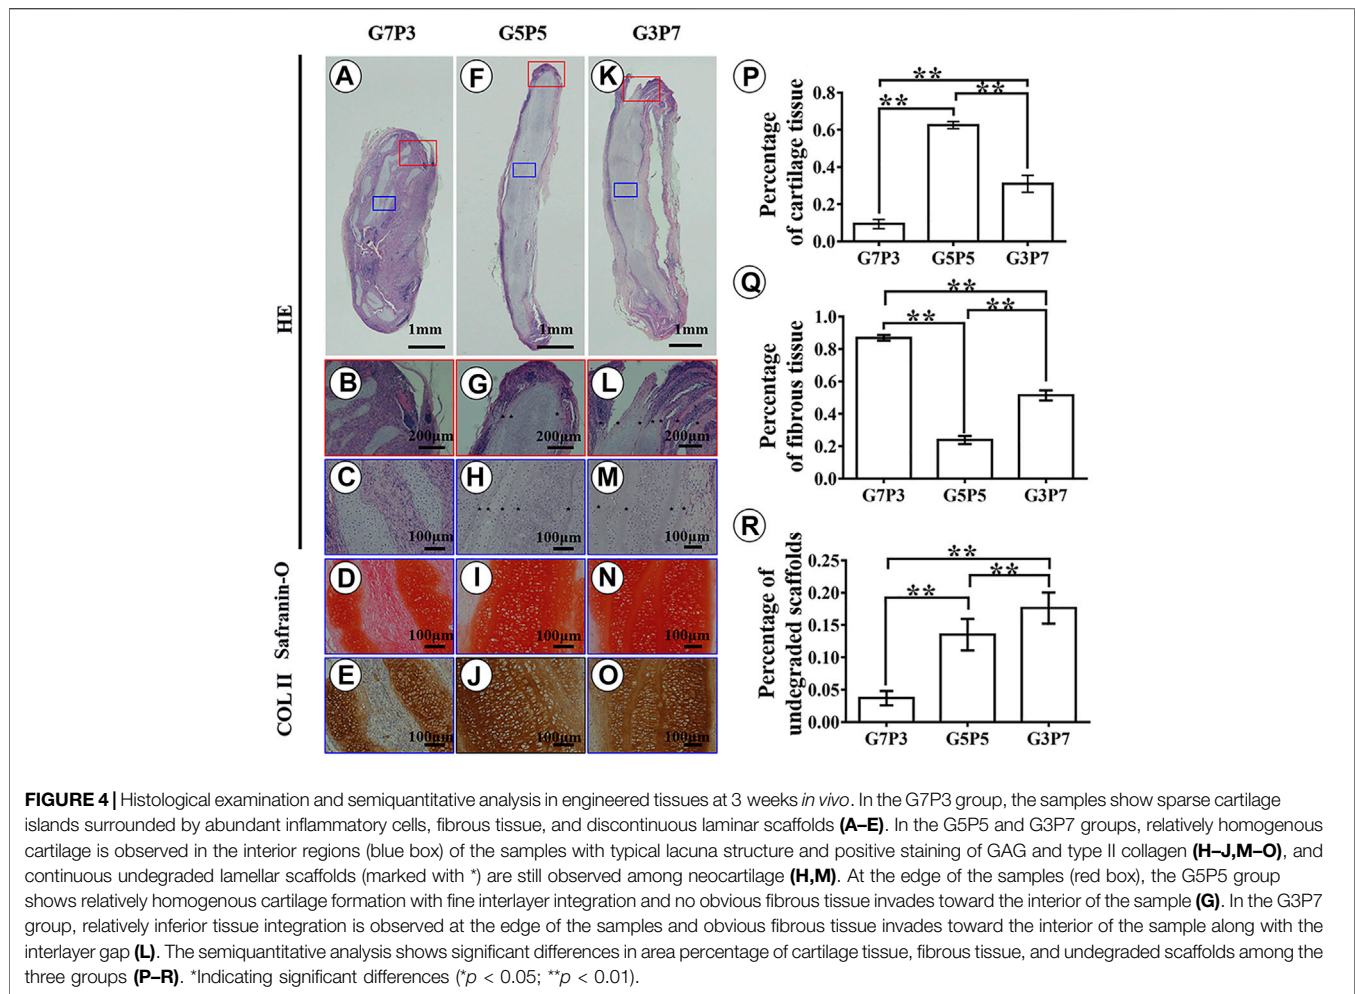 G7P3
G5P5
G3P7
HE
Safranin-O
COL II
A
1mm
F
1mm
K
1mm
B
200µm
G
200µm
L
200µm
C
100µm
H
100µm
M
100µm
D
100µm
I
100µm
N
100µm
E
100µm
J
100µm
O
100µm
P
Percentage
of cartilage tissue
0.8
0.6
0.4
0.2
0.0
**
**
**
G7P3
G5P5
G3P7
Q
Percentage
of fibrous tissue
1.0
0.8
0.6
0.4
0.2
0.0
**
**
**
G7P3
G5P5
G3P7
R
Percentage of
undegraded scaffolds
0.25
0.20
0.15
0.10
0.05
0.00
**
**
**
G7P3
G5P5
G3P7
FIGURE 4 | Histological examination and semiquantitative analysis in engineered tissues at 3 weeks in vivo. In the G7P3 group, the samples show sparse cartilage
islands surrounded by abundant inflammatory cells, fibrous tissue, and discontinuous laminar scaffolds (A–E). In the G5P5 and G3P7 groups, relatively homogenous
cartilage is observed in the interior regions (blue box) of the samples with typical lacuna structure and positive staining of GAG and type II collagen (H–J,M–O), and
continuous undegraded lamellar scaffolds (marked with *) are still observed among neocartilage (H,M). At the edge of the samples (red box), the G5P5 group
shows relatively homogenous cartilage formation with fine interlayer integration and no obvious fibrous tissue invades toward the interior of the sample (G). In the G3P7
group, relatively inferior tissue integration is observed at the edge of the samples and obvious fibrous tissue invades toward the interior of the sample along with the
interlayer gap (L). The semiquantitative analysis shows significant differences in area percentage of cartilage tissue, fibrous tissue, and undegraded scaffolds among the
three groups (P–R). *Indicating significant differences (*p < 0.05; **p < 0.01).